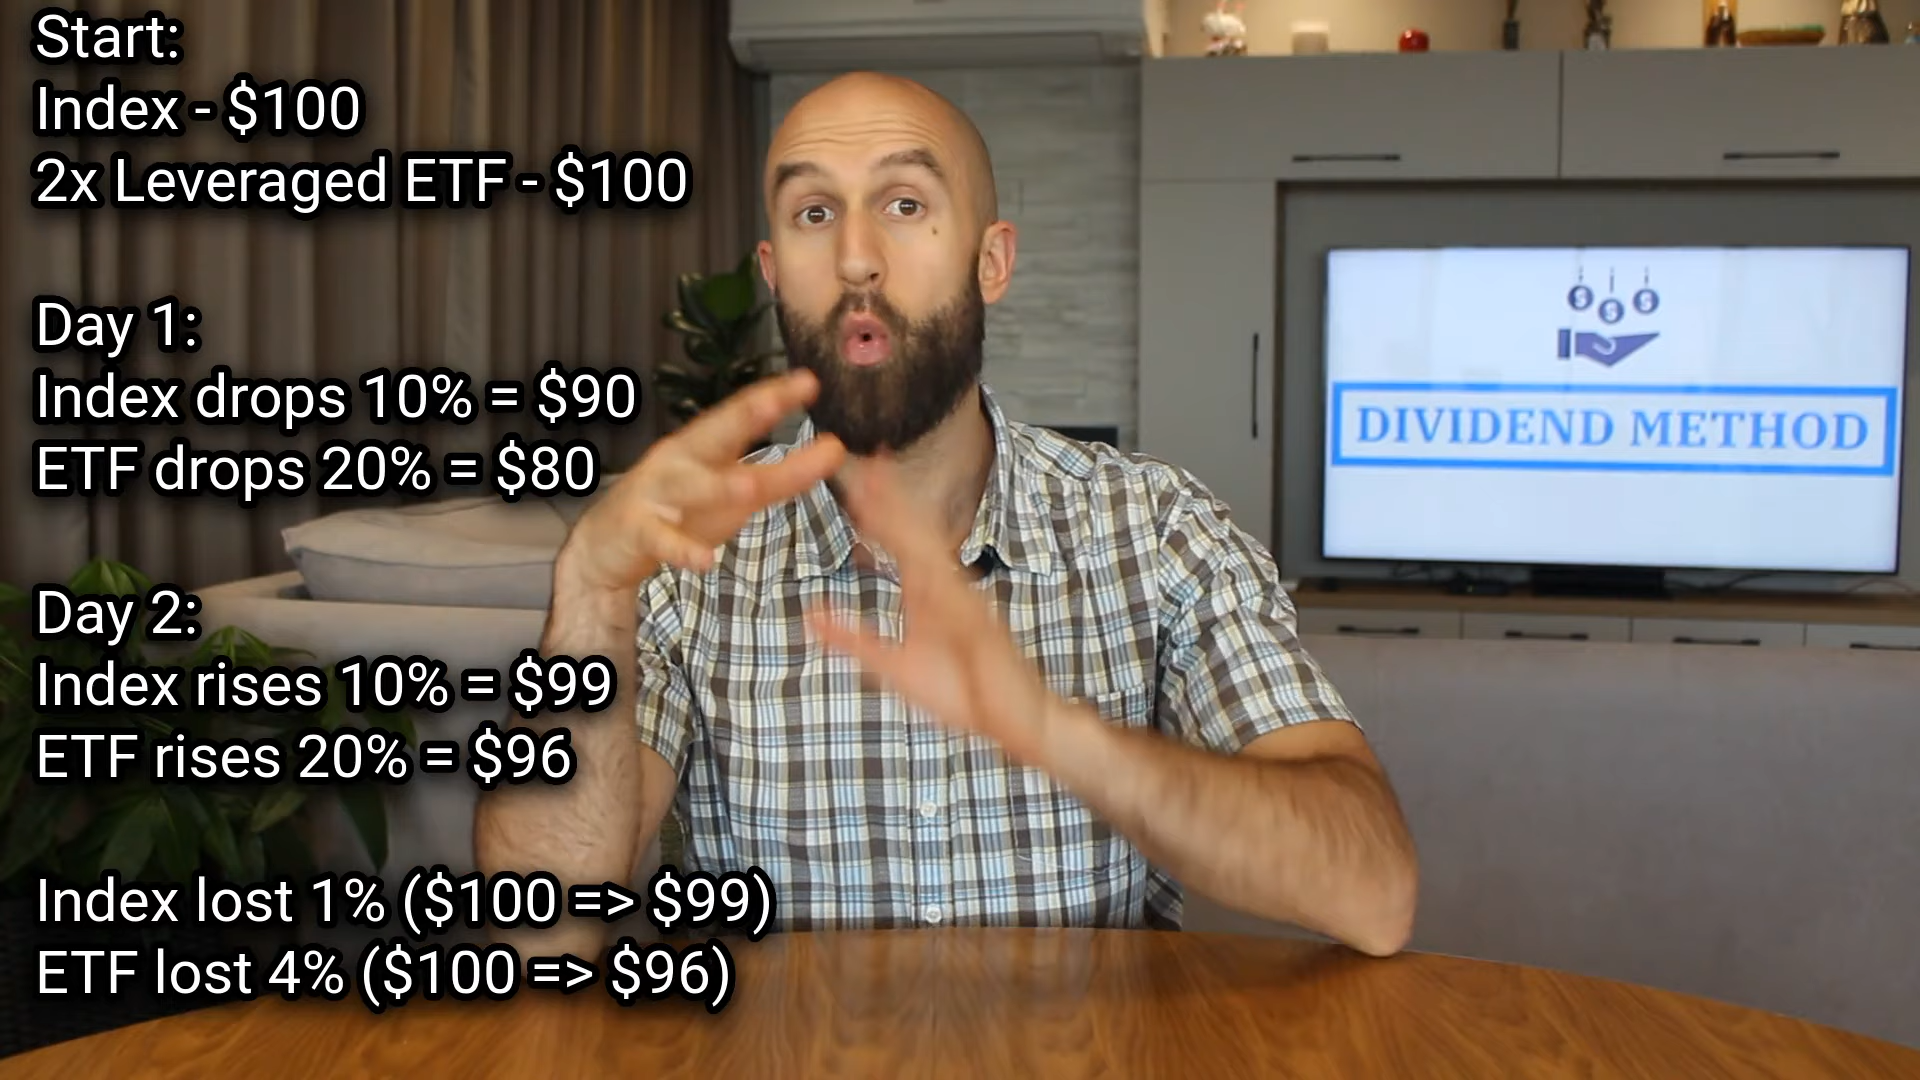 Start:
Index - $100
2x Leveraged ETF - $100
Day 1:
Index drops 10% = $90
ETF drops 20% = $80
Day 2:
Index rises 10% = $99
ETF rises 20% = $96
Index lost 1% ($100 => $99)
ETF lost 4% ($100 => $96)
$ $ $
DIVIDEND METHOD